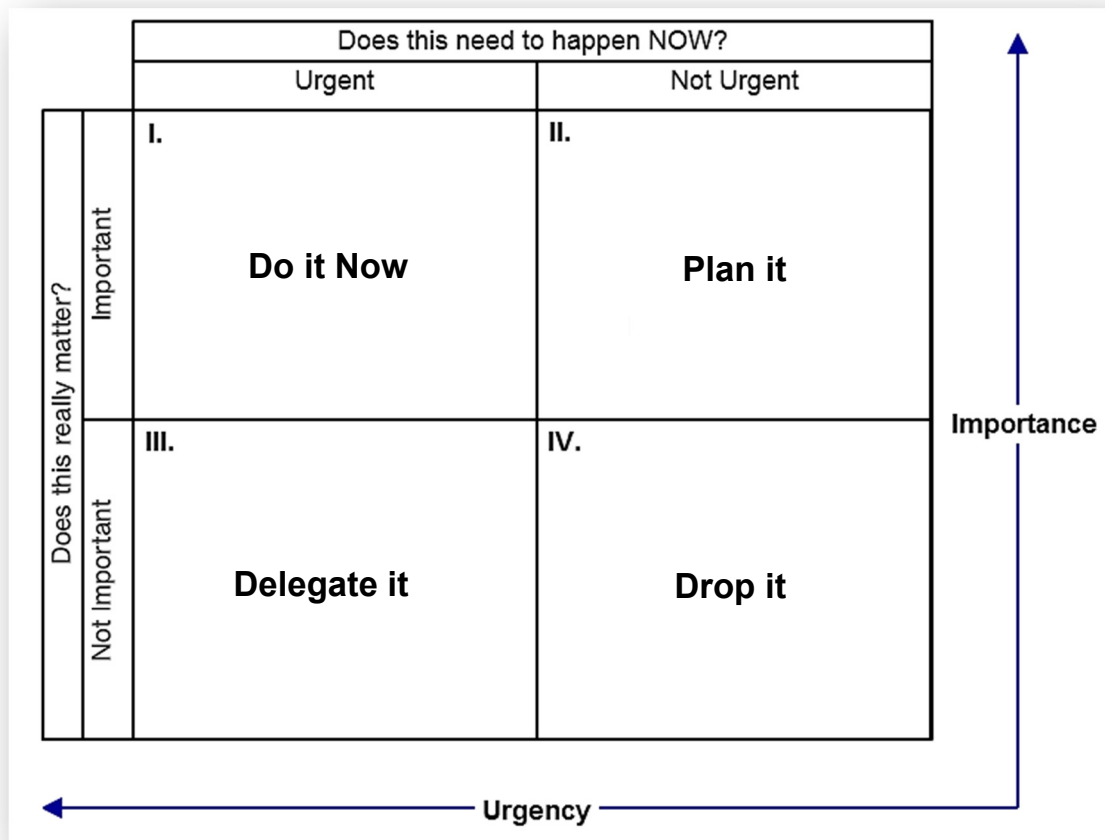 Does this need to happen NOW?
Urgent
Not Urgent
Does this really matter?
Important
I.
Do it Now
II.
Plan it
Importance
Not Important
III.
Delegate it
IV.
Drop it
Urgency